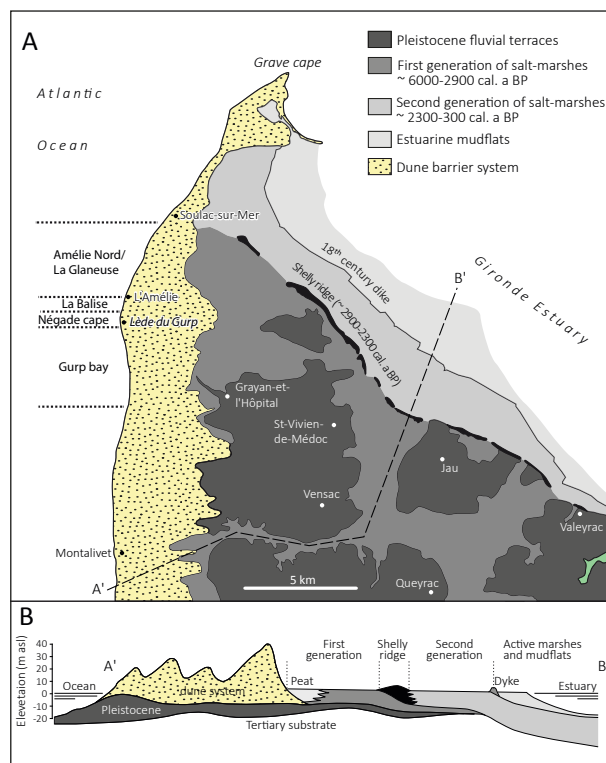 A
Grave cape
Atlantic
Ocean
Pleistocene fluvial terraces
First generation of salt-marshes
~ 6000-2900 cal. a BP
Second generation of salt-marshes
~ 2300-300 cal. a BP
Estuarine mudflats
Dune barrier system
Soulac-sur-Mer
Amélie Nord/
La Glaneuse
18th century dike
B'
Gironde Estuary
Shelly ridge (~ 2900-2300
cal. a BP)
L'Amélie
La Balise
Négade cape
Lède du Gurp
Gurp bay
Grayan-et-
l'Hôpital
St-Vivien-
de-Médoc
Jau
Vensac
Valeyrac
Montalivet
A'
5 km
Queyrac
B
Elevetaion (m asl)
40
30
20
10
0
-10
-20
A'
Ocean
First
generation
Shelly
ridge
Second
generation
Active marshes
and mudflats
B'
Peat
Dyke
Estuary
dune system
Pleistocene
Tertiary substrate